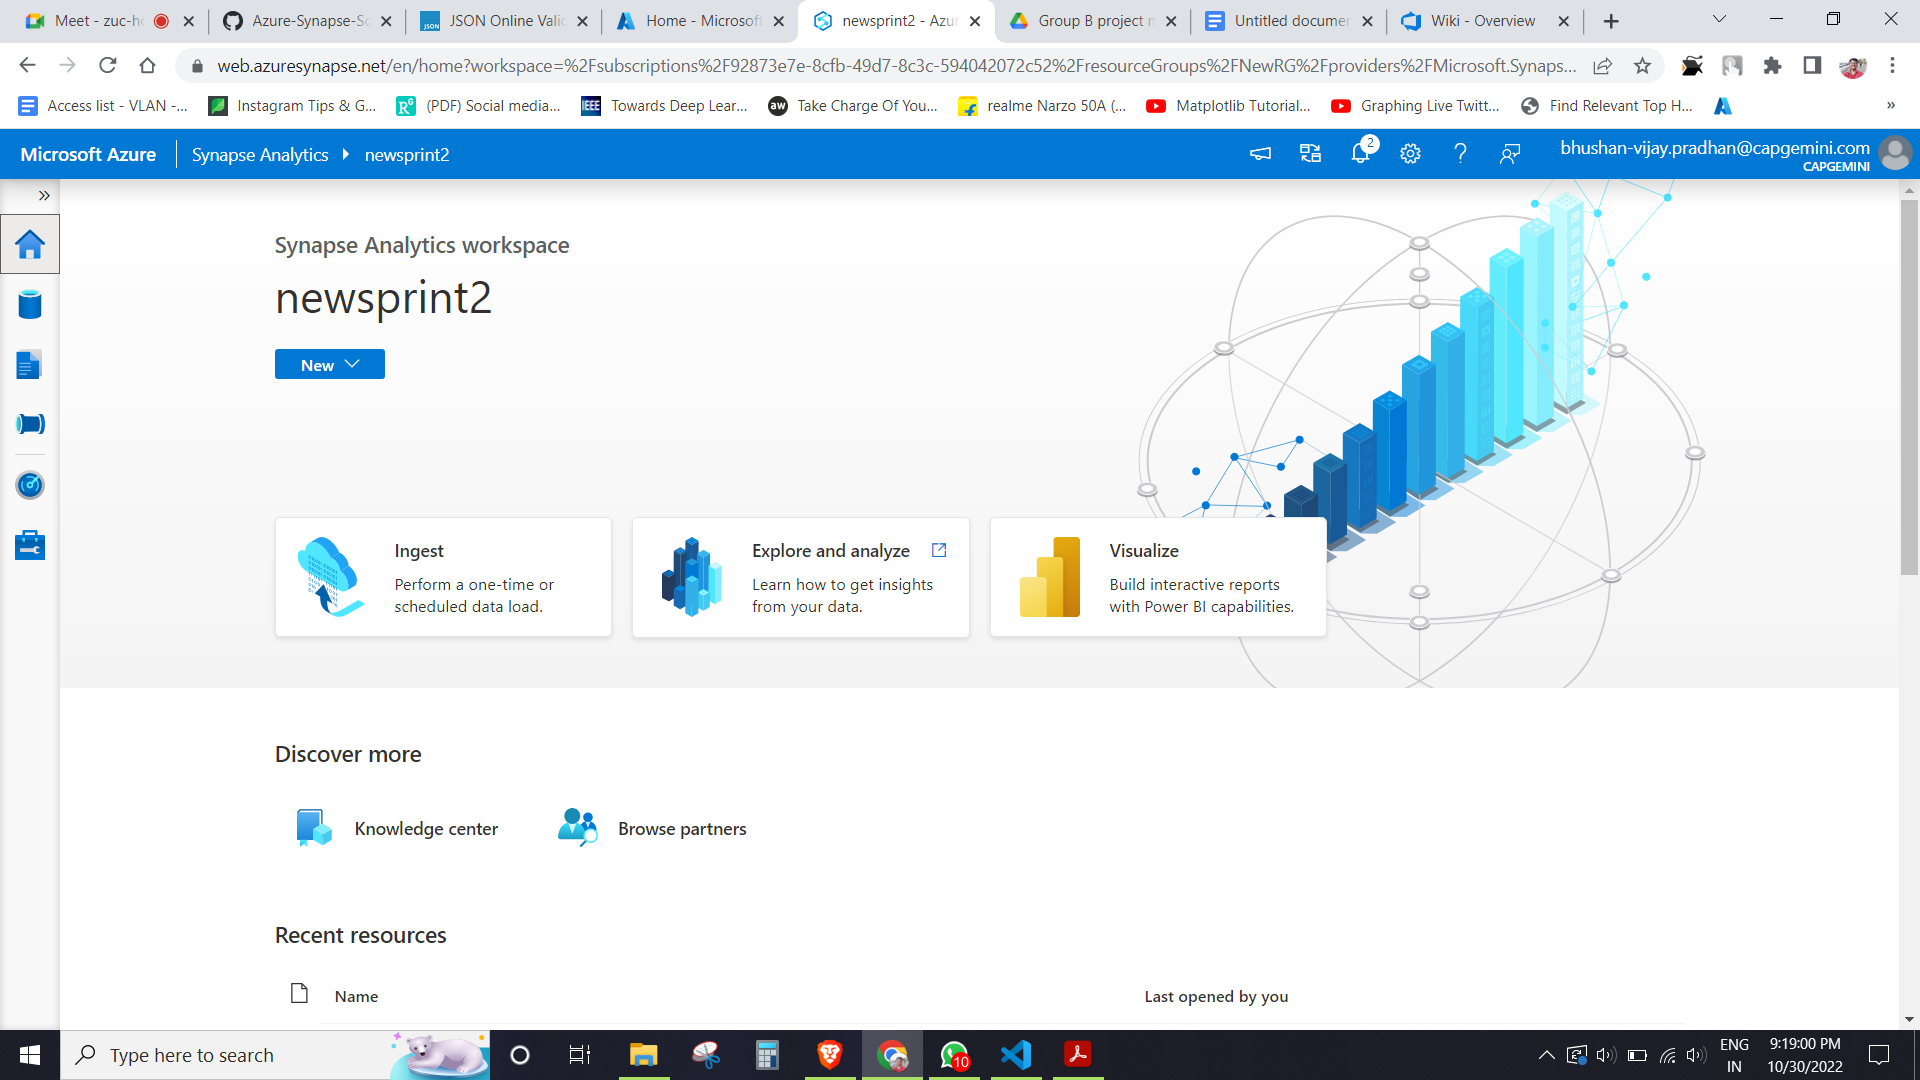 Meet - zuc-ho
Azure-Synapse-Sc
JSON Online Valid
Home - Microsoft
newsprint2 - Azur
Group B project m
Untitled documen
Wiki - Overview
web.azuresynapse.net/en/home?workspace=%2Fsubscriptions%2F92873e7e-8cfb-49d7-8c3c-594042072c52%2FresourceGroups%2FNewRG%2Fproviders%2FMicrosoft.Synaps...
Access list - VLAN -...
Instagram Tips & G...
(PDF) Social media...
IEEE Towards Deep Lear...
aw Take Charge Of You...
realme Narzo 50A (...
Matplotlib Tutorial...
Graphing Live Twitt...
Find Relevant Top H...
»
Microsoft Azure
Synapse Analytics
newsprint2
2
bhushan-vijay.pradhan@capgemini.com
CAPGEMINI
Synapse Analytics workspace
newsprint2
New
Ingest
Perform a one-time or
scheduled data load.
Explore and analyze
Learn how to get insights
from your data.
Visualize
Build interactive reports
with Power BI capabilities.
Discover more
Knowledge center
Browse partners
Recent resources
Name
Last opened by you
Type here to search
10
ENG
IN
9:19:00 PM
10/30/2022